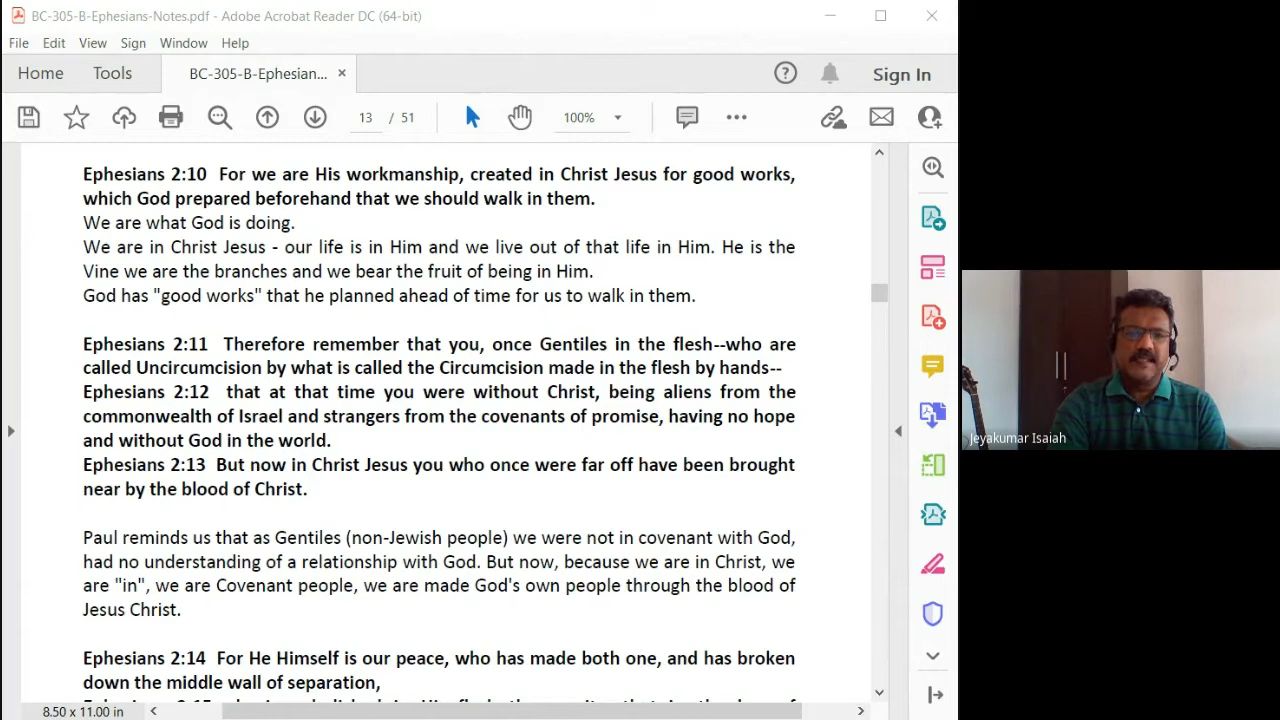 BC-305-B-Ephesians-Notes.pdf - Adobe Acrobat Reader DC (64-bit)
File Edit View Sign Window Help
Home Tools BC-305-B-Ephesian... × Sign In
13 / 51 100%
Ephesians 2:10 For we are His workmanship, created in Christ Jesus for good works,
which God prepared beforehand that we should walk in them.
We are what God is doing.
We are in Christ Jesus - our life is in Him and we live out of that life in Him. He is the
Vine we are the branches and we bear the fruit of being in Him.
God has "good works" that he planned ahead of time for us to walk in them.
Ephesians 2:11 Therefore remember that you, once Gentiles in the flesh--who are
called Uncircumcision by what is called the Circumcision made in the flesh by hands--
Ephesians 2:12 that at that time you were without Christ, being aliens from the
commonwealth of Israel and strangers from the covenants of promise, having no hope
and without God in the world.
Ephesians 2:13 But now in Christ Jesus you who once were far off have been brought
near by the blood of Christ.
Paul reminds us that as Gentiles (non-Jewish people) we were not in covenant with God,
had no understanding of a relationship with God. But now, because we are in Christ, we
are "in", we are Covenant people, we are made God's own people through the blood of
Jesus Christ.
Ephesians 2:14 For He Himself is our peace, who has made both one, and has broken
down the middle wall of separation,
8.50 x 11.00 in
Jeyakumar Isaiah